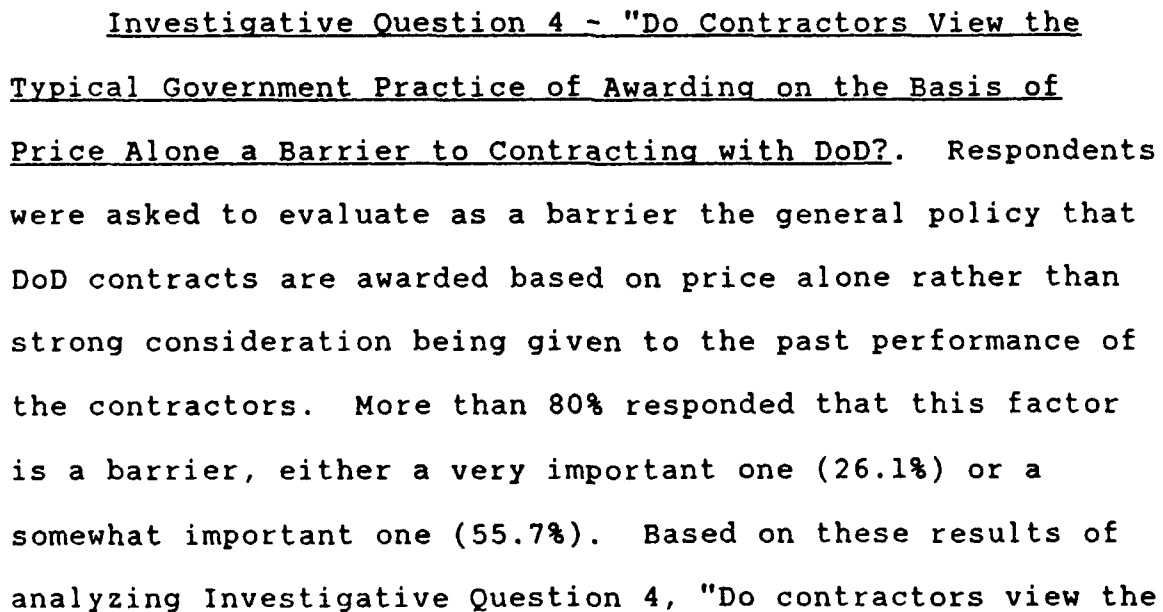 Investigative Question 4 - "Do Contractors View the
Typical Government Practice of Awarding on the Basis of
Price Alone a Barrier to Contracting with DoD?. Respondents
were asked to evaluate as a barrier the general policy that
DoD contracts are awarded based on price alone rather than
strong consideration being given to the past performance of
the contractors. More than 80% responded that this factor
is a barrier, either a very important one (26.1%) or a
somewhat important one (55.7%). Based on these results of
analyzing Investigative Question 4, "Do contractors view the